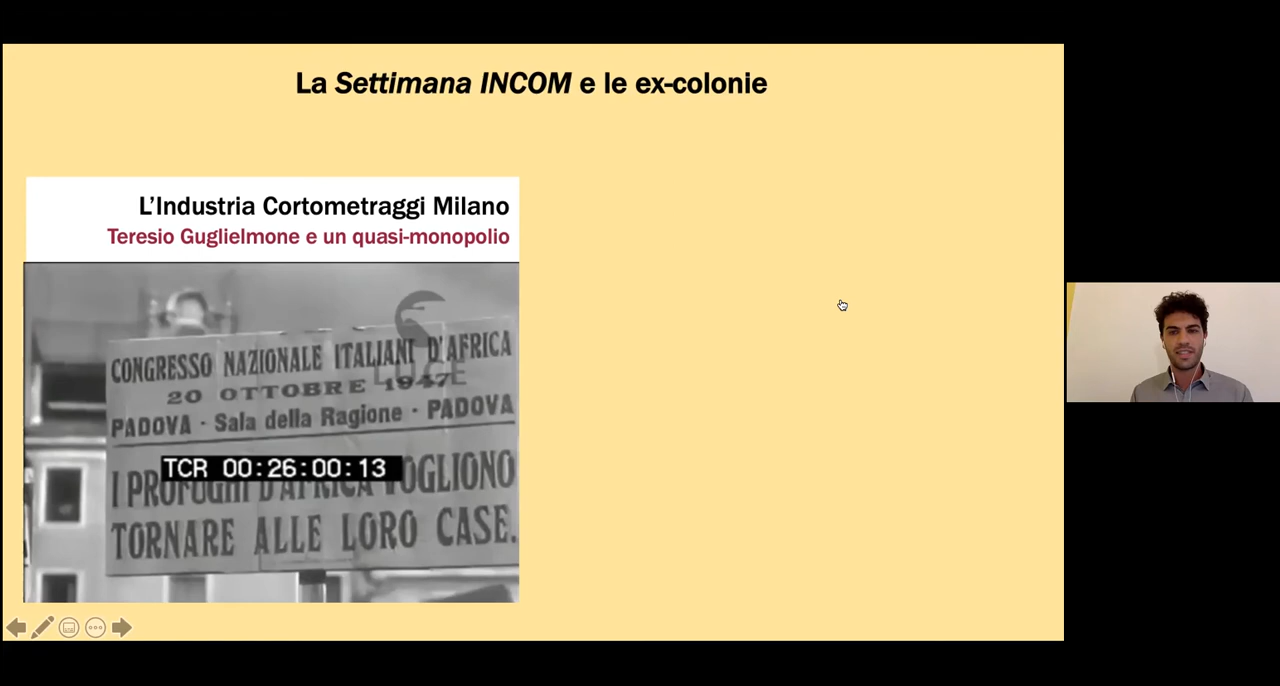 La Settimana INCOM e le ex-colonie
L'Industria Cortometraggi Milano
Teresio Guglielmone e un quasi-monopolio
LUCE
CONGRESSO NAZIONALE ITALIANI D'AFRICA
20 OTTOBRE 1947
PADOVA - Sala della Ragione - PADOVA
TCR 00:26:00:13
I PROFUGHI D'AFRICA VOGLIONO
TORNARE ALLE LORO CASE.